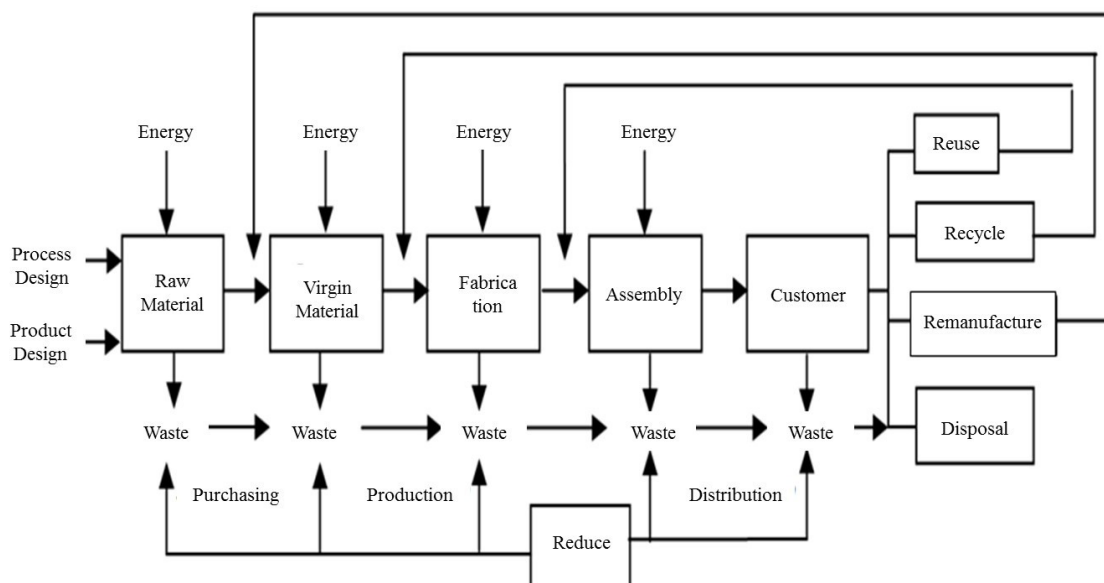 Energy
Energy
Energy
Energy
Reuse
Recycle
Process
Design
Raw
Material
Virgin
Material
Fabrica
tion
Assembly
Customer
Product
Design
Remanufacture
Waste
Waste
Waste
Waste
Waste
Disposal
Purchasing
Production
Distribution
Reduce